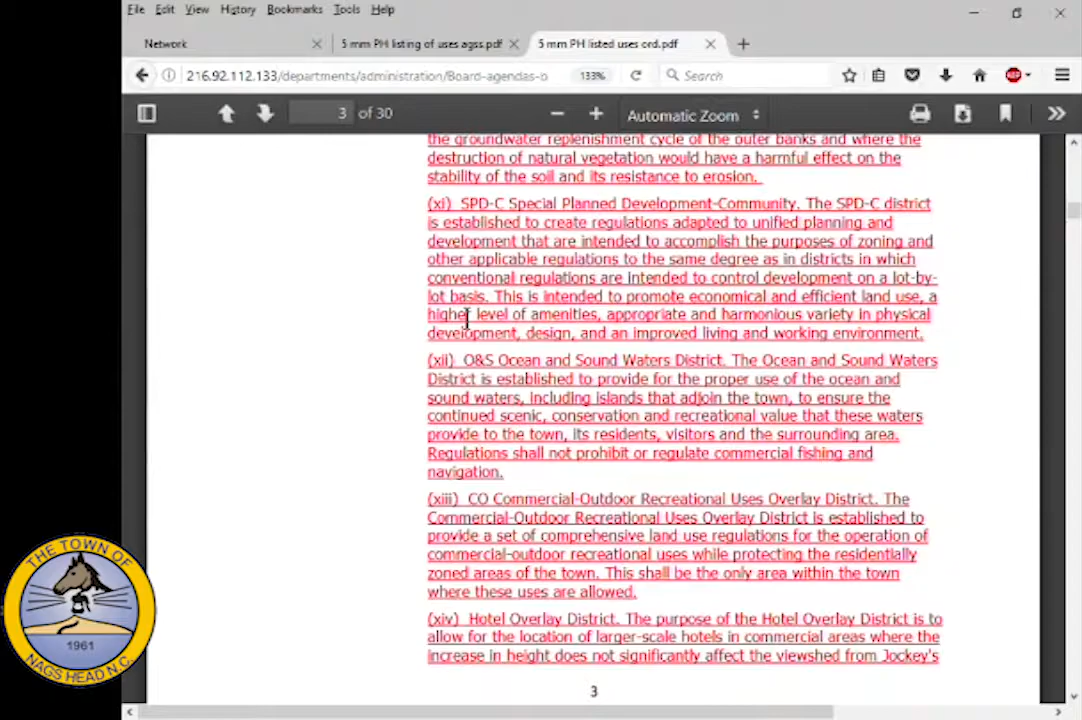 File Edit View History Bookmarks Tools Help
Network
5 mm PH listing of uses agss.pdf
5 mm PH listed uses ord.pdf
216.92.112.133/departments/administration/Board-agendas-o
133%
Search
ABP
3 of 30
Automatic Zoom
the groundwater replenishment cycle of the outer banks and where the
destruction of natural vegetation would have a harmful effect on the
stability of the soil and its resistance to erosion.
(xi) SPD-C Special Planned Development-Community. The SPD-C district
is established to create regulations adapted to unified planning and
development that are intended to accomplish the purposes of zoning and
other applicable regulations to the same degree as in districts in which
conventional regulations are intended to control development on a lot-by-
lot basis. This is intended to promote economical and efficient land use, a
higher level of amenities, appropriate and harmonious variety in physical
development, design, and an improved living and working environment.
(xii) O&S Ocean and Sound Waters District. The Ocean and Sound Waters
District is established to provide for the proper use of the ocean and
sound waters, including islands that adjoin the town, to ensure the
continued scenic, conservation and recreational value that these waters
provide to the town, its residents, visitors and the surrounding area.
Regulations shall not prohibit or regulate commercial fishing and
navigation.
(xiii) CO Commercial-Outdoor Recreational Uses Overlay District. The
Commercial-Outdoor Recreational Uses Overlay District is established to
provide a set of comprehensive land use regulations for the operation of
commercial-outdoor recreational uses while protecting the residentially
zoned areas of the town. This shall be the only area within the town
where these uses are allowed.
(xiv) Hotel Overlay District. The purpose of the Hotel Overlay District is to
allow for the location of larger-scale hotels in commercial areas where the
increase in height does not significantly affect the viewshed from Jockey's
3
THE TOWN OF
1961
NAGS HEAD N.C.